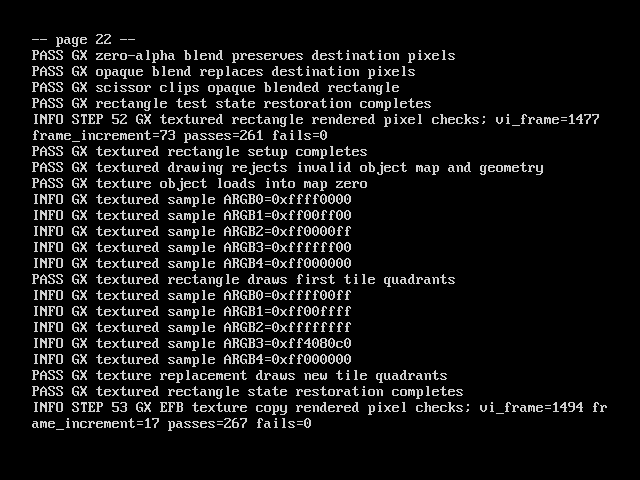 -- page 22 --
PASS GX zero-alpha blend preserves destination pixels
PASS GX opaque blend replaces destination pixels
PASS GX scissor clips opaque blended rectangle
PASS GX rectangle test state restoration completes
INFO STEP 52 GX textured rectangle rendered pixel checks; vi_frame=1477
frame_increment=73 passes=261 fails=0
PASS GX textured rectangle setup completes
PASS GX textured drawing rejects invalid object map and geometry
PASS GX texture object loads into map zero
INFO GX textured sample ARGB0=0xffff0000
INFO GX textured sample ARGB1=0xff00ff00
INFO GX textured sample ARGB2=0xff0000ff
INFO GX textured sample ARGB3=0xffffff00
INFO GX textured sample ARGB4=0xff000000
PASS GX textured rectangle draws first tile quadrants
INFO GX textured sample ARGB0=0xffff00ff
INFO GX textured sample ARGB1=0xff00ffff
INFO GX textured sample ARGB2=0xffffffff
INFO GX textured sample ARGB3=0xff4080c0
INFO GX textured sample ARGB4=0xff000000
PASS GX texture replacement draws new tile quadrants
PASS GX textured rectangle state restoration completes
INFO STEP 53 GX EFB texture copy rendered pixel checks; vi_frame=1494 fr
ame_increment=17 passes=267 fails=0